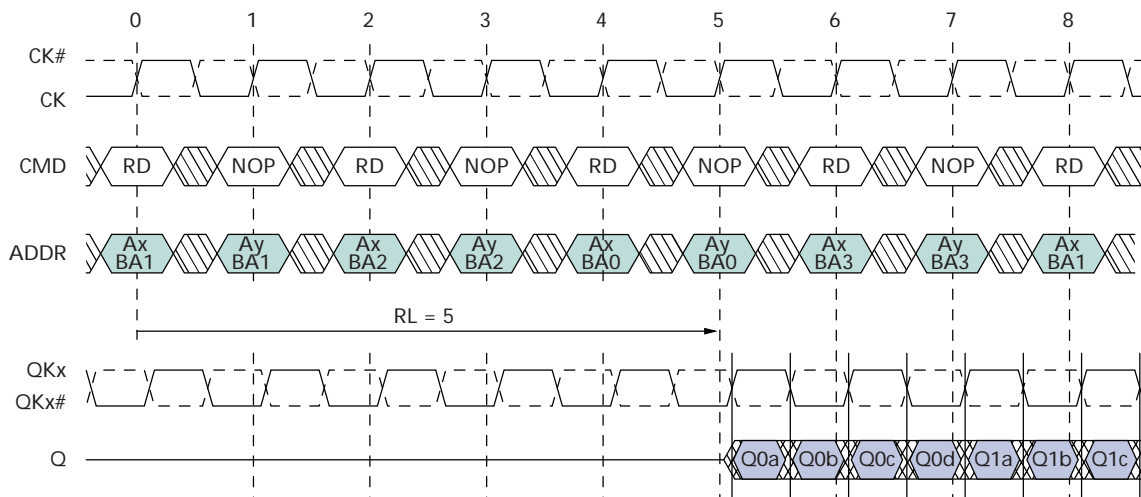 0 1 2 3 4 5 6 7 8
CK#
CK
CMD RD NOP RD NOP RD NOP RD NOP RD
ADDR Ax Ay Ax Ay Ax Ay Ax Ay Ax
BA1 BA1 BA2 BA2 BA0 BA0 BA3 BA3 BA1
RL = 5
QKx
QKx#
Q Q0a Q0b Q0c Q0d Q1a Q1b Q1c